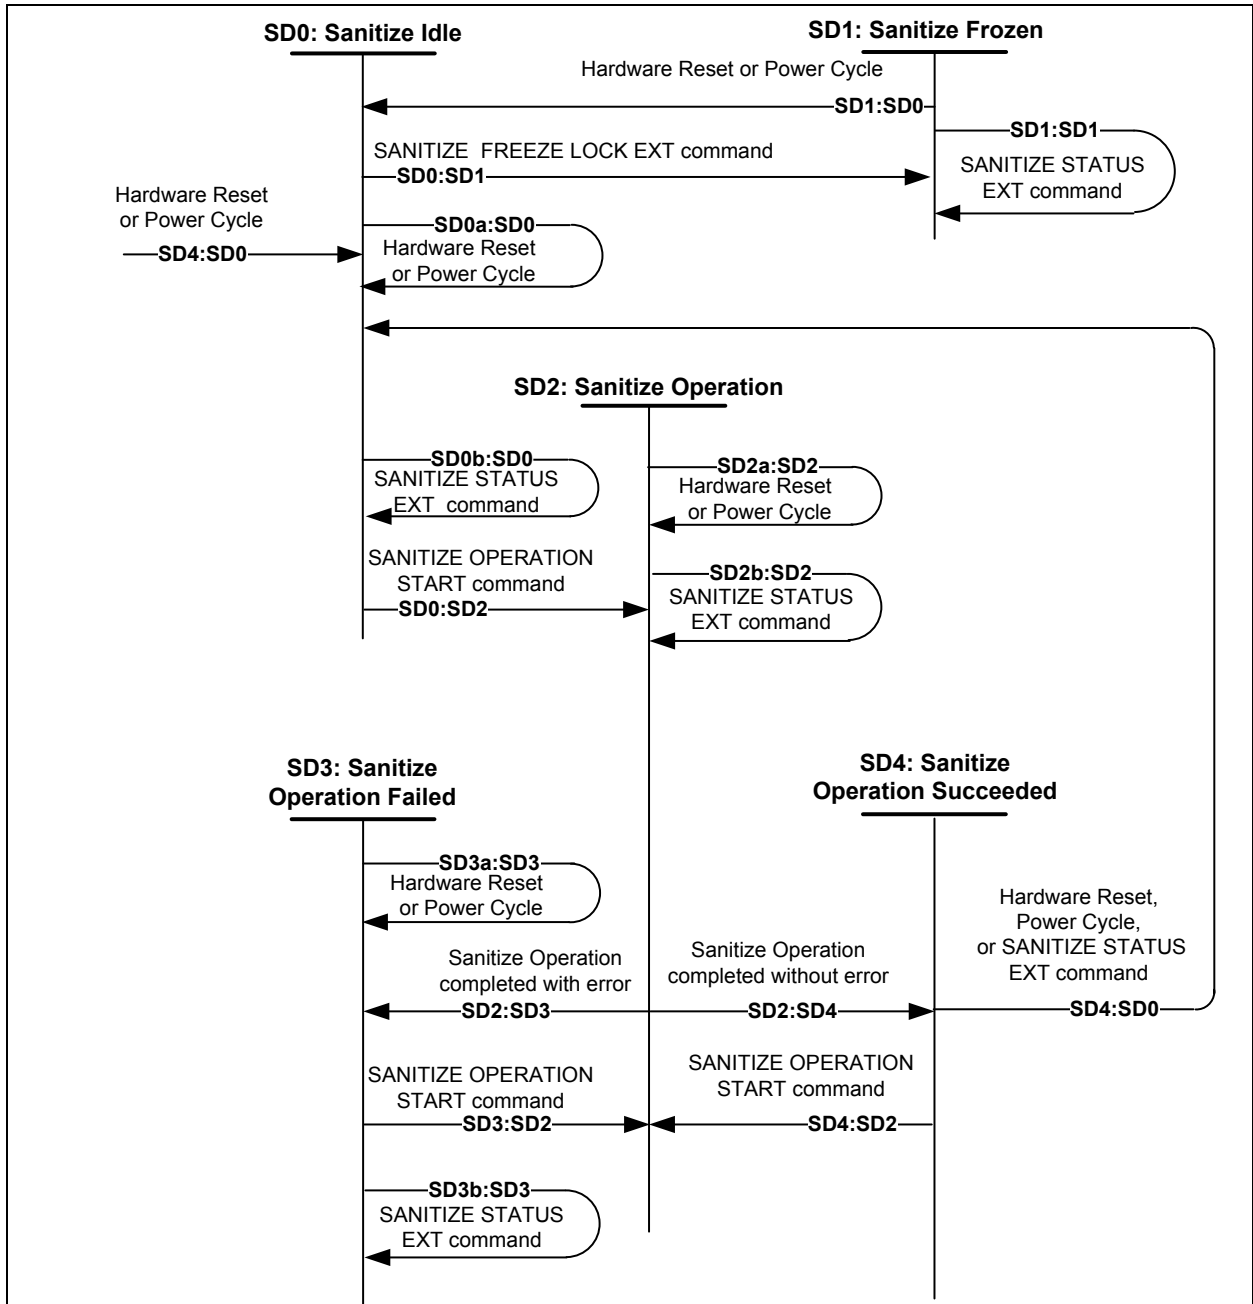 SD0: Sanitize Idle
SD1: Sanitize Frozen
Hardware Reset or Power Cycle
SD1:SD0
SD1:SD1
SANITIZE STATUS
EXT command
SANITIZE FREEZE LOCK EXT command
SD0:SD1
Hardware Reset
or Power Cycle
SD4:SD0
SD0a:SD0
Hardware Reset
or Power Cycle
SD2: Sanitize Operation
SD0b:SD0
SANITIZE STATUS
EXT command
SD2a:SD2
Hardware Reset
or Power Cycle
SANITIZE OPERATION
START command
SD0:SD2
SD2b:SD2
SANITIZE STATUS
EXT command
SD3: Sanitize
Operation Failed
SD4: Sanitize
Operation Succeeded
SD3a:SD3
Hardware Reset
or Power Cycle
Hardware Reset,
Power Cycle,
or SANITIZE STATUS
EXT command
SD4:SD0
Sanitize Operation
completed with error
SD2:SD3
Sanitize Operation
completed without error
SD2:SD4
SANITIZE OPERATION
START command
SD3:SD2
SANITIZE OPERATION
START command
SD4:SD2
SD3b:SD3
SANITIZE STATUS
EXT command